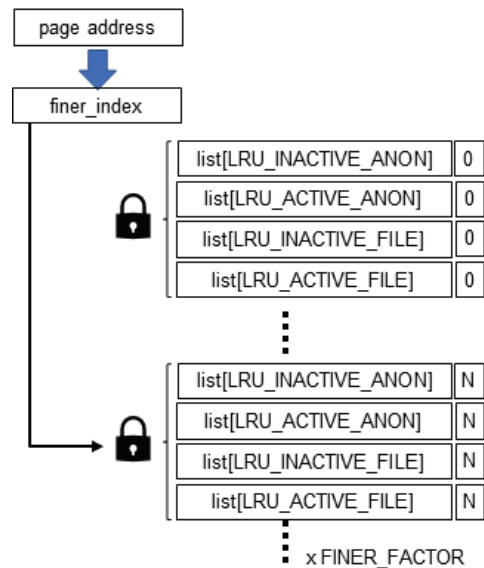 page address
finer_index
list[LRU_INACTIVE_ANON] 0
list[LRU_ACTIVE_ANON] 0
list[LRU_INACTIVE_FILE] 0
list[LRU_ACTIVE_FILE] 0
list[LRU_INACTIVE_ANON] N
list[LRU_ACTIVE_ANON] N
list[LRU_INACTIVE_FILE] N
list[LRU_ACTIVE_FILE] N
x FINER_FACTOR